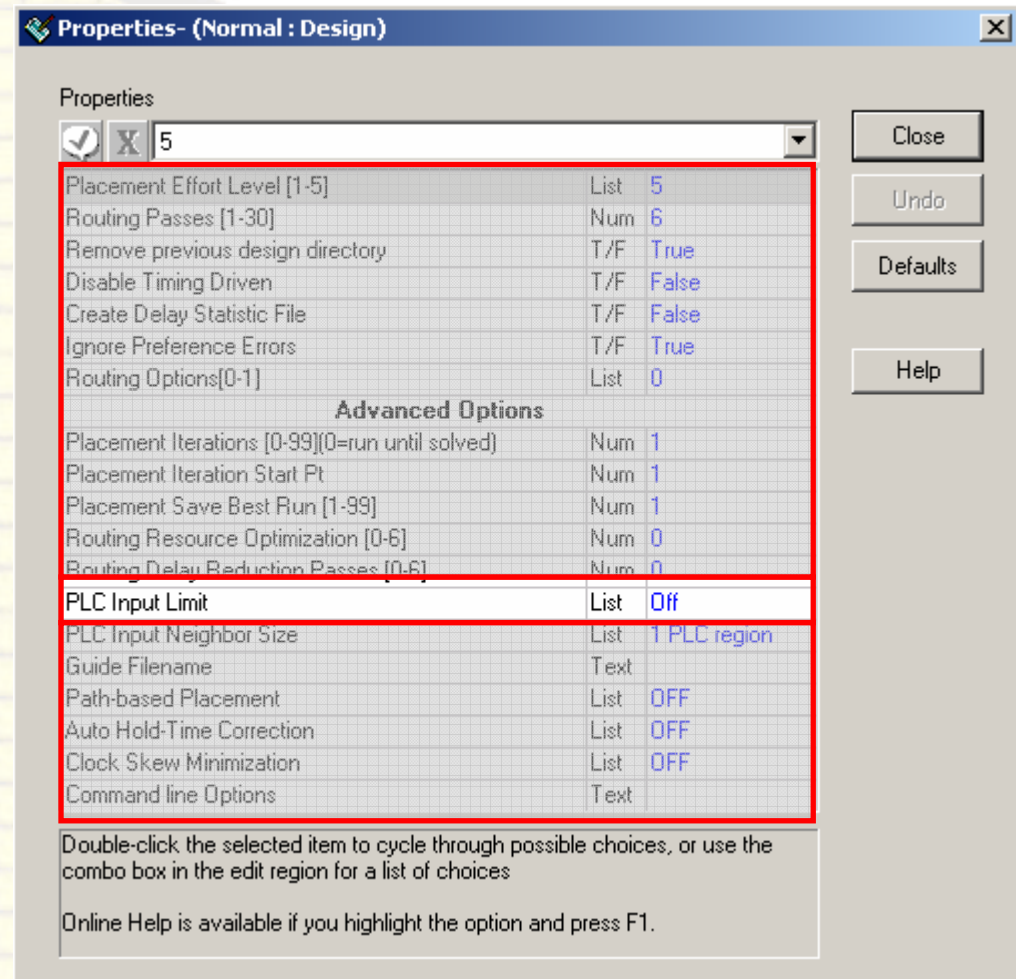 Properties- (Normal : Design)
Properties
5
Close
Undo
Defaults
Help
Placement Effort Level [1-5] List 5
Routing Passes [1-30] Num 6
Remove previous design directory T/F True
Disable Timing Driven T/F False
Create Delay Statistic File T/F False
Ignore Preference Errors T/F True
Routing Options[0-1] List 0
Advanced Options
Placement Iterations [0-99](0=run until solved) Num 1
Placement Iteration Start Pt Num 1
Placement Save Best Run [1-99] Num 1
Routing Resource Optimization [0-6] Num 0
Routing Delay Reduction Passes [0-6] Num 0
PLC Input Limit List Off
PLC Input Neighbor Size List 1 PLC region
Guide Filename Text
Path-based Placement List OFF
Auto Hold-Time Correction List OFF
Clock Skew Minimization List OFF
Command line Options Text
Double-click the selected item to cycle through possible choices, or use the
combo box in the edit region for a list of choices
Online Help is available if you highlight the option and press F1.